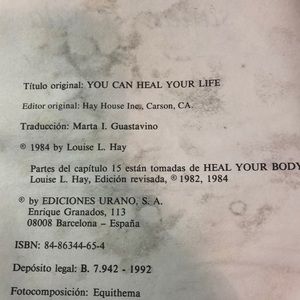 Título original: YOU CAN HEAL YOUR LIFE
Editor original: Hay House Inc., Carson, CA.
Traducción: Marta I. Guastavino
© 1984 by Louise L. Hay
Partes del capítulo 15 están tomadas de HEAL YOUR BODY
Louise L. Hay, Edición revisada, © 1982, 1984
© by EDICIONES URANO, S. A.
Enrique Granados, 113
08008 Barcelona – España
ISBN: 84-86344-65-4
Depósito legal: B. 7.942 - 1992
Fotocomposición: Equithema